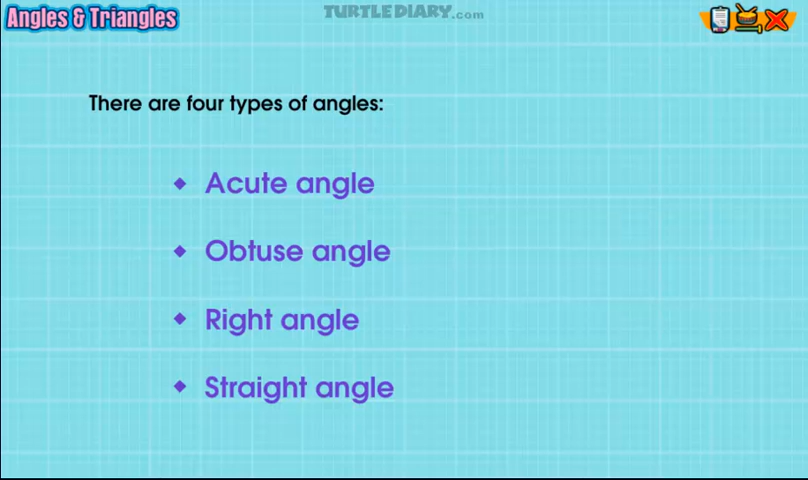 Angles & Triangles
TURTLEDIARY.com
There are four types of angles:
Acute angle
Obtuse angle
Right angle
Straight angle